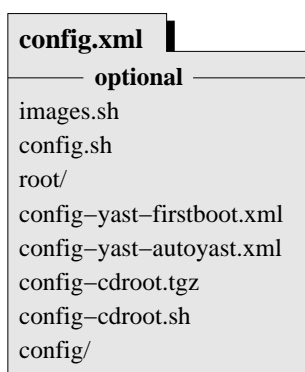 config.xml
optional
images.sh
config.sh
root/
config−yast−firstboot.xml
config−yast−autoyast.xml
config−cdroot.tgz
config−cdroot.sh
config/